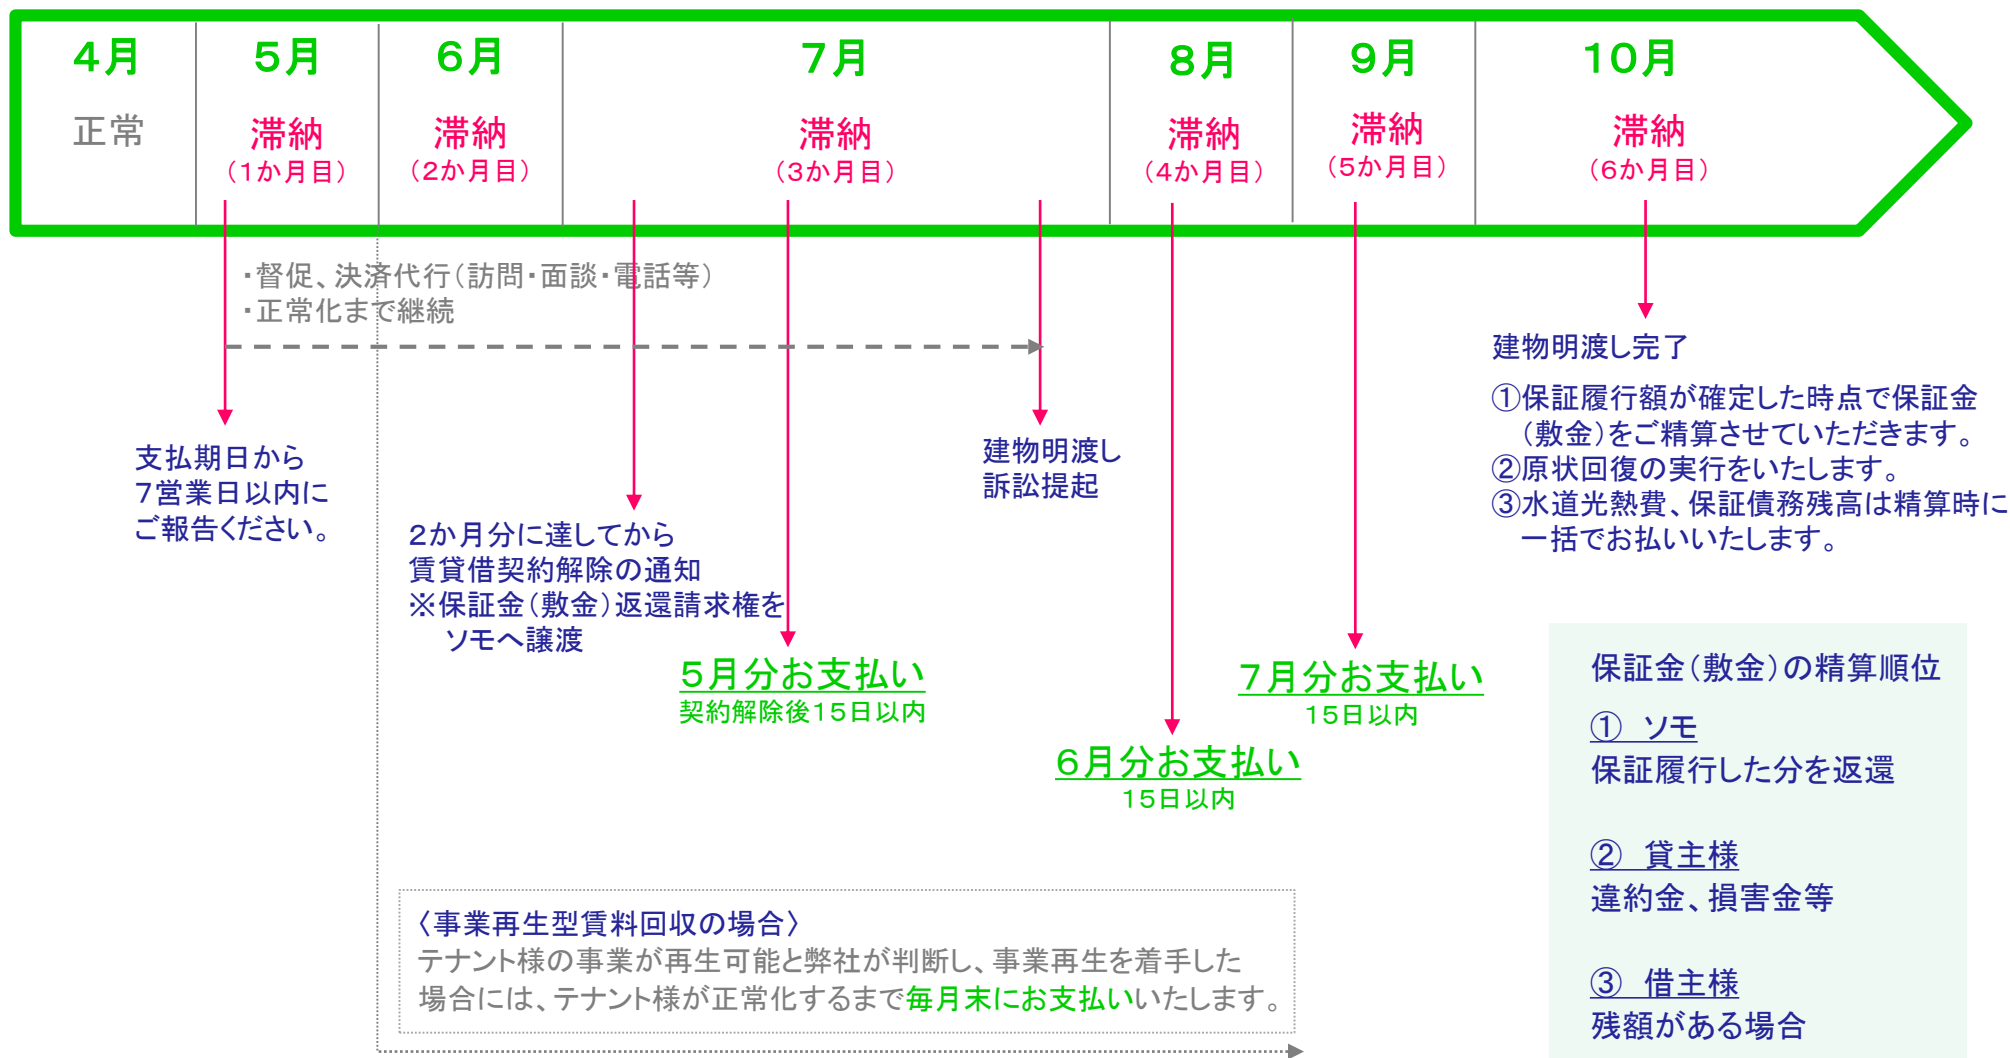 4月
正常
5月
滞納
（1か月目）
6月
滞納
（2か月目）
7月
滞納
（3か月目）
8月
滞納
（4か月目）
9月
滞納
（5か月目）
10月
滞納
（6か月目）
・督促、決済代行（訪問・面談・電話等）
・正常化まで継続
支払期日から
7営業日以内に
ご報告ください。
2か月分に達してから
賃貸借契約解除の通知
※保証金（敷金）返還請求権を
ソモへ譲渡
5月分お支払い
契約解除後15日以内
建物明渡し
訴訟提起
6月分お支払い
15日以内
7月分お支払い
15日以内
建物明渡し完了
①保証履行額が確定した時点で保証金
（敷金）をご精算させていただきます。
②原状回復の実行をいたします。
③水道光熱費、保証債務残高は精算時に
一括でお払いいたします。
〈事業再生型賃料回収の場合〉
テナント様の事業が再生可能と弊社が判断し、事業再生を着手した
場合には、テナント様が正常化するまで毎月末にお支払いいたします。
保証金（敷金）の精算順位
①　ソモ
保証履行した分を返還
②　貸主様
違約金、損害金等
③　借主様
残額がある場合